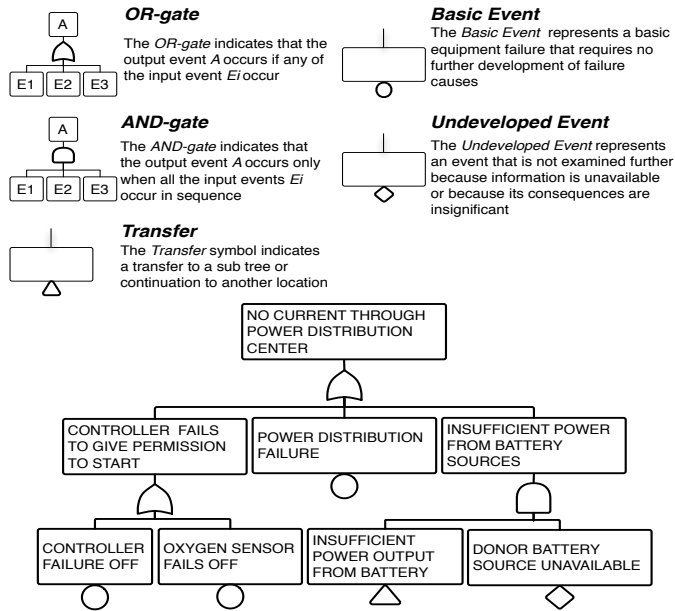 OR-gate
A
The OR-gate indicates that the
output event A occurs if any of
the input event Ei occur
E1 E2 E3
Basic Event
The Basic Event represents a basic
equipment failure that requires no
further development of failure
causes
AND-gate
A
The AND-gate indicates that
the output event A occurs only
when all the input events Ei
occur in sequence
E1 E2 E3
Undeveloped Event
The Undeveloped Event represents
an event that is not examined further
because information is unavailable
or because its consequences are
insignificant
Transfer
The Transfer symbol indicates
a transfer to a sub tree or
continuation to another location
NO CURRENT THROUGH
POWER DISTRIBUTION
CENTER
CONTROLLER FAILS
TO GIVE PERMISSION
TO START
POWER DISTRIBUTION
FAILURE
INSUFFICIENT POWER
FROM BATTERY
SOURCES
CONTROLLER
FAILURE OFF
OXYGEN SENSOR
FAILS OFF
INSUFFICIENT
POWER OUTPUT
FROM BATTERY
DONOR BATTERY
SOURCE UNAVAILABLE